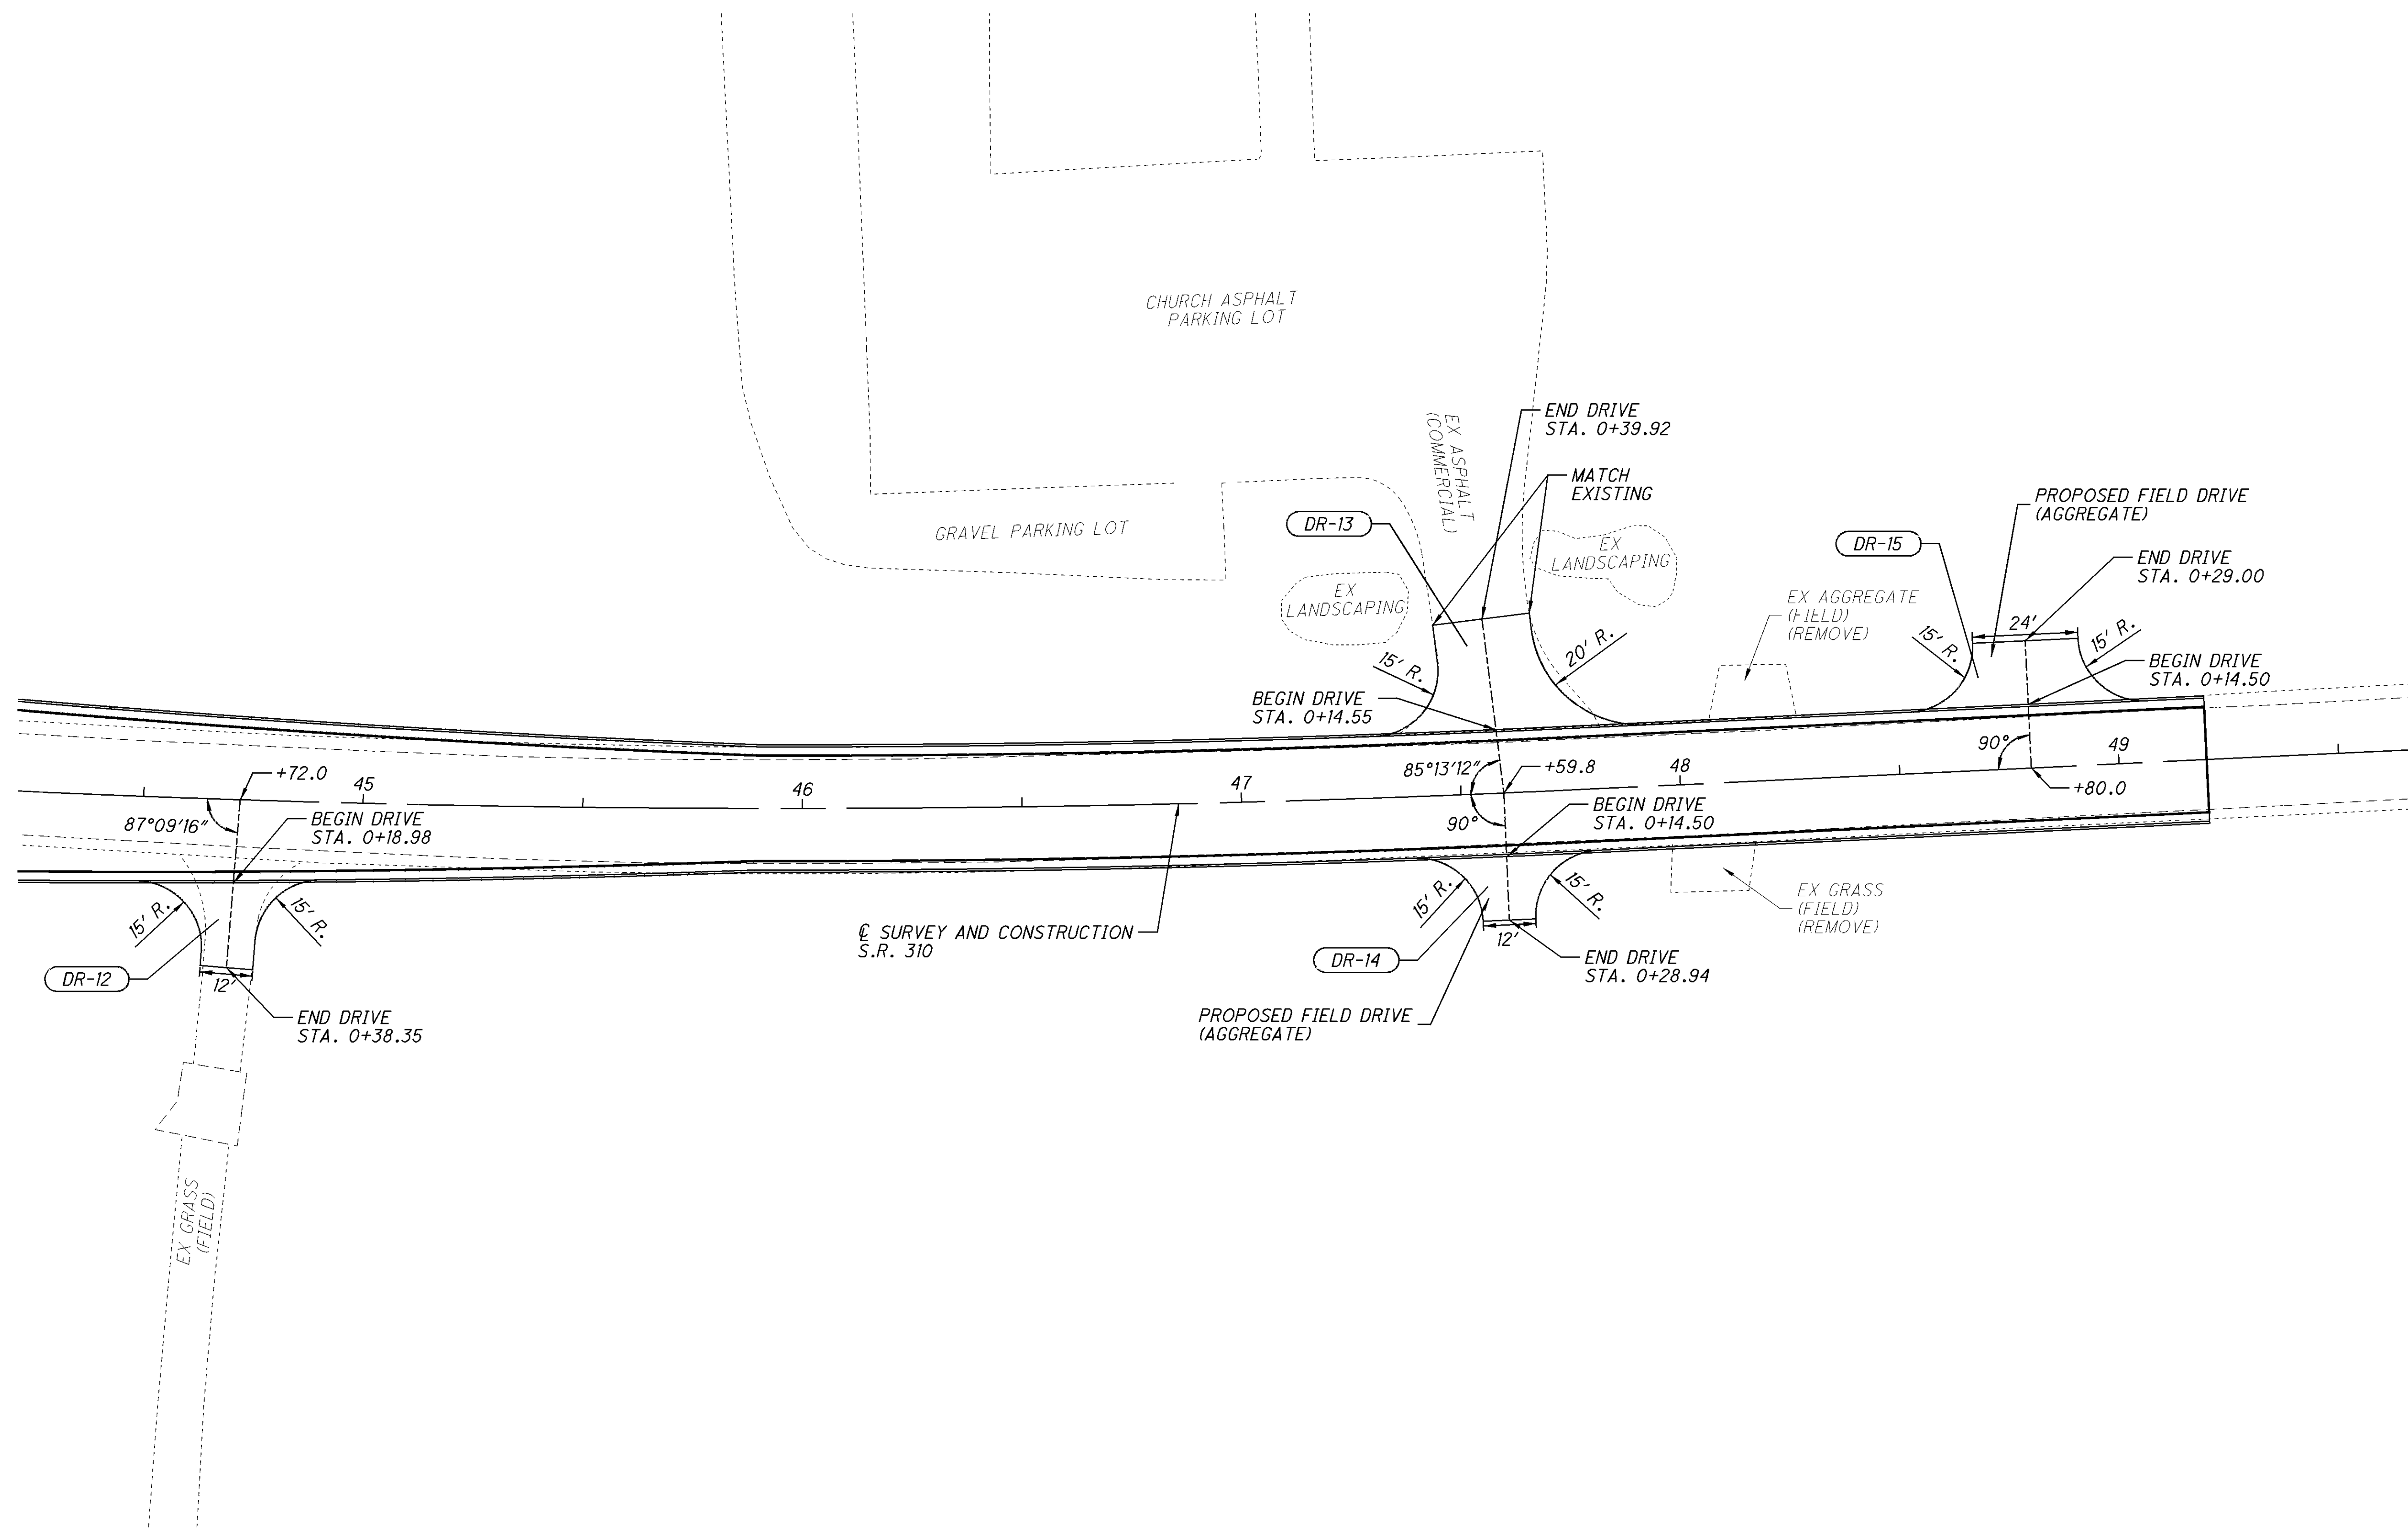 CHURCH ASPHALT
PARKING LOT
GRAVEL PARKING LOT
EX ASPHALT
(COMMERCIAL)
END DRIVE
STA. 0+39.92
MATCH
EXISTING
DR-13
EX
LANDSCAPING
EX
LANDSCAPING
15' R.
20' R.
BEGIN DRIVE
STA. 0+14.55
EX AGGREGATE
(FIELD)
(REMOVE)
DR-15
PROPOSED FIELD DRIVE
(AGGREGATE)
END DRIVE
STA. 0+29.00
24'
15' R.
15' R.
BEGIN DRIVE
STA. 0+14.50
90°
49
+80.0
+72.0
45
46
47
85°13'12"
+59.8
48
87°09'16"
BEGIN DRIVE
STA. 0+18.98
90°
BEGIN DRIVE
STA. 0+14.50
15' R.
15' R.
DR-12
12'
END DRIVE
STA. 0+38.35
EX GRASS
(FIELD)
℄ SURVEY AND CONSTRUCTION
S.R. 310
15' R.
15' R.
DR-14
12'
END DRIVE
STA. 0+28.94
PROPOSED FIELD DRIVE
(AGGREGATE)
EX GRASS
(FIELD)
(REMOVE)